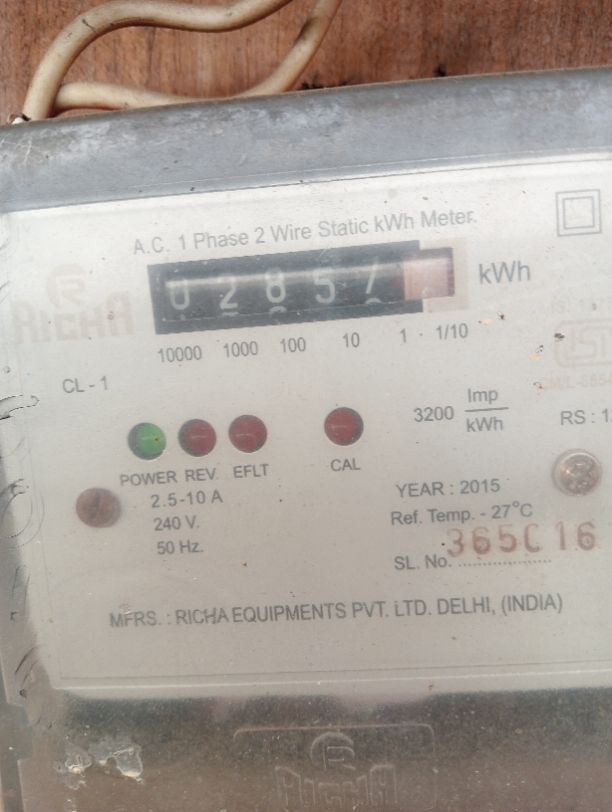 A.C. 1 Phase 2 Wire Static kWh Meter.
RICHA
0 2 8 5 7 kWh
10000 1000 100 10 1 1/10
CL - 1
3200 Imp/kWh
RS :
POWER REV. EFLT CAL
2.5-10 A
240 V.
50 Hz.
YEAR : 2015
Ref. Temp. - 27°C
SL. No.
MFRS. : RICHA EQUIPMENTS PVT. LTD. DELHI, (INDIA)
RICHA